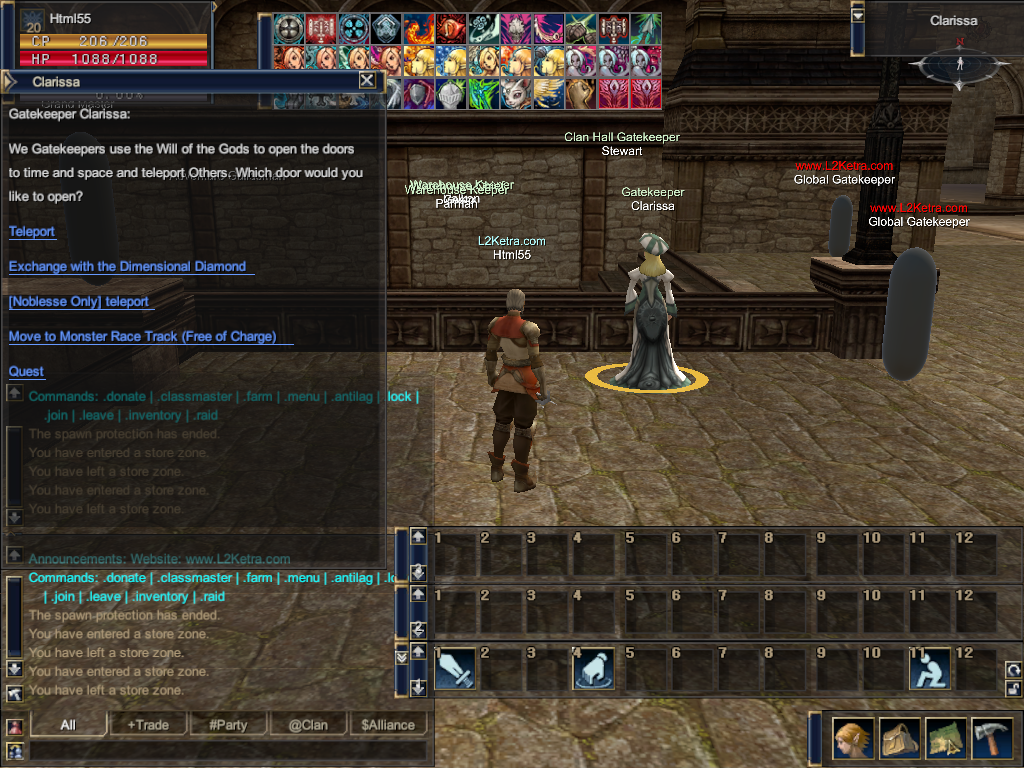 Html55
20
CP 206/206
HP 1088/1088
Clarissa
Clarissa
Gatekeeper Clarissa:
We Gatekeepers use the Will of the Gods to open the doors
to time and space and teleport Others. Which door would you
like to open?
Teleport
Exchange with the Dimensional Diamond
[Noblesse Only] teleport
Move to Monster Race Track (Free of Charge)
Quest
Clan Hall Gatekeeper
Stewart
www.L2Ketra.com
Global Gatekeeper
Warehouse Keeper
Warehouse Keeper
Parman
Gatekeeper
Clarissa
www.L2Ketra.com
Global Gatekeeper
L2Ketra.com
Html55
Commands: .donate | .classmaster | .farm | .menu | .antilag | .lock |
.join | .leave | .inventory | .raid
The spawn protection has ended.
You have entered a store zone.
You have left a store zone.
You have entered a store zone.
You have left a store zone.
Announcements: Website: www.L2Ketra.com
Commands: .donate | .classmaster | .farm | .menu | .antilag | .lo
| .join | .leave | .inventory | .raid
The spawn protection has ended.
You have entered a store zone.
You have left a store zone.
You have entered a store zone.
You have left a store zone.
1 2 3 4 5 6 7 8 9 10 11 12
1 2 3 4 5 6 7 8 9 10 11 12
1 2 3 4 5 6 7 8 9 10 11 12
All +Trade #Party @Clan $Alliance